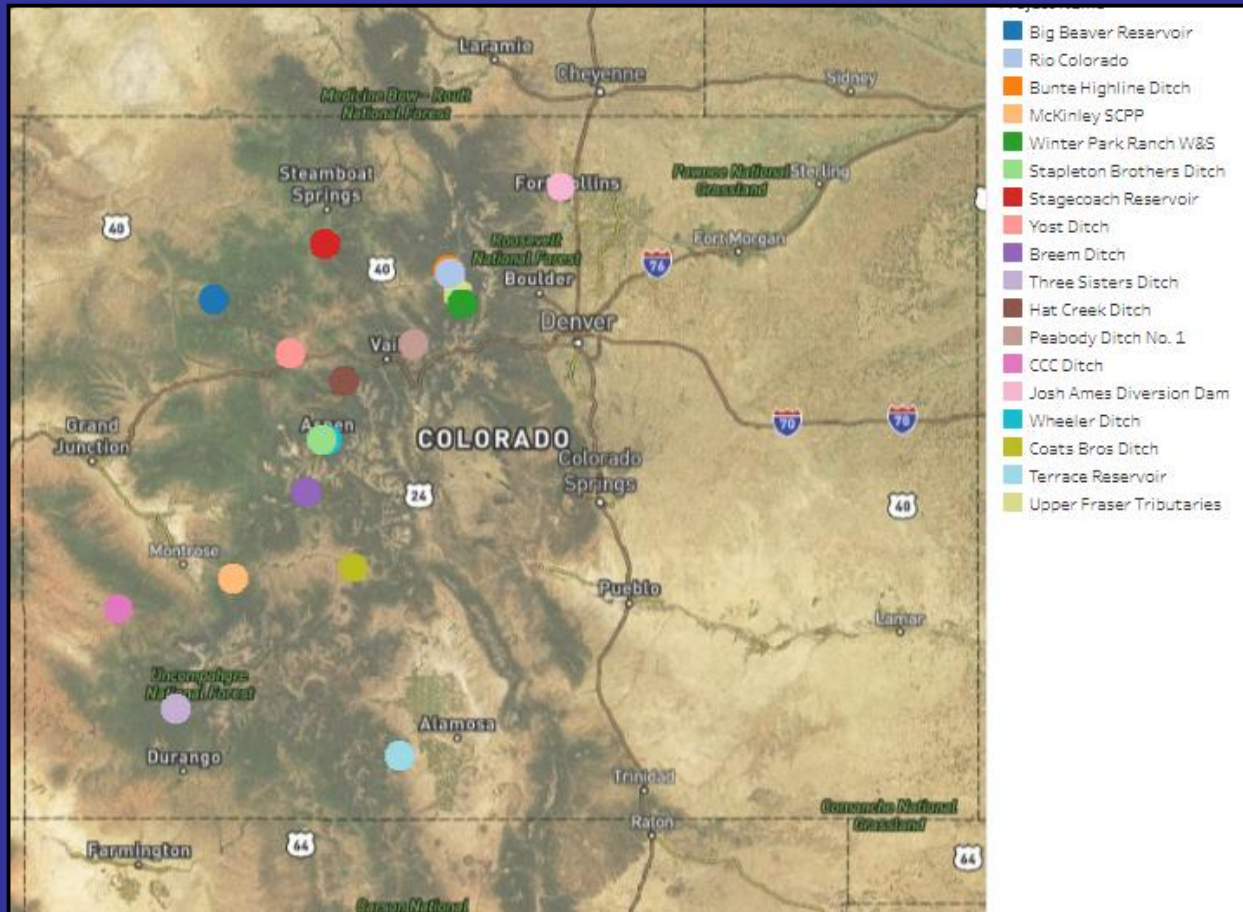 Laramie
Cheyenne
Sidney
Medicine Bow - Routt
National Forest
Steamboat
Springs
Fort Collins
Pawnee National
Grassland
Sterling
40
Roosevelt
National Forest
40
Fort Morgan
76
Boulder
Denver
Vail
Grand
Junction
Aspen
COLORADO
70
70
Colorado
Springs
24
40
Montrose
Pueblo
Lamar
Uncompahgre
National Forest
Alamosa
Durango
Trinidad
Comanche National
Grassland
Raton
64
Farmington
64
Carson National
Big Beaver Reservoir
Rio Colorado
Bunte Highline Ditch
McKinley SCPP
Winter Park Ranch W&S
Stapleton Brothers Ditch
Stagecoach Reservoir
Yost Ditch
Breem Ditch
Three Sisters Ditch
Hat Creek Ditch
Peabody Ditch No. 1
CCC Ditch
Josh Ames Diversion Dam
Wheeler Ditch
Coats Bros Ditch
Terrace Reservoir
Upper Fraser Tributaries